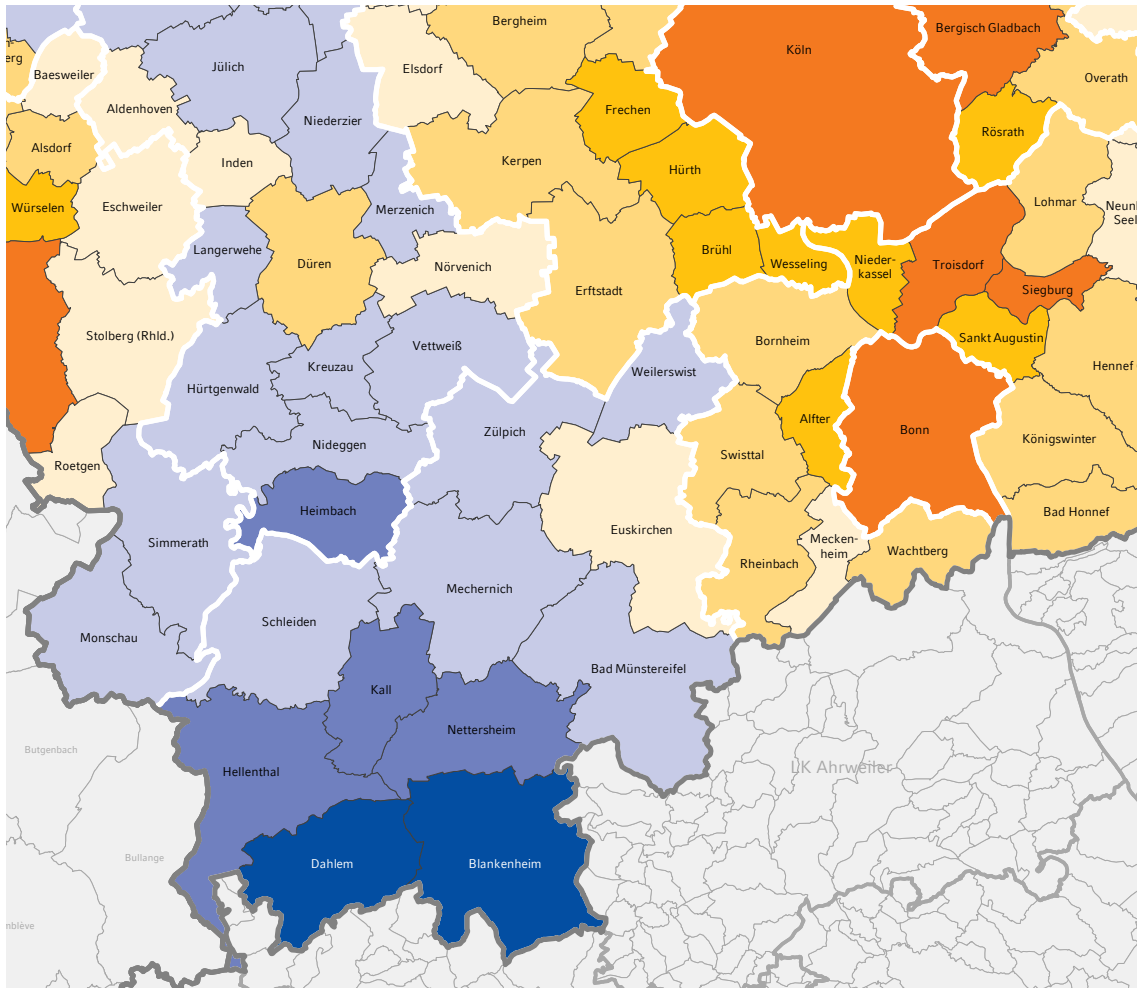 Bergheim
Bergisch Gladbach
Köln
erg
Baesweiler
Jülich
Elsdorf
Overath
Aldenhoven
Niederzier
Frechen
Rösrath
Alsdorf
Inden
Kerpen
Hürth
Lohmar
Würselen
Eschweiler
Merzenich
Neunk
Seel
Langerwehe
Düren
Nörvenich
Brühl
Wesseling
Nieder-
kassel
Troisdorf
Erftstadt
Siegburg
Stolberg (Rhld.)
Vettweiß
Bornheim
Sankt Augustin
Kreuzau
Weilerswist
Hennef
Hürtgenwald
Alfter
Bonn
Nideggen
Zülpich
Königswinter
Roetgen
Swisttal
Heimbach
Bad Honnef
Simmerath
Euskirchen
Mecken-
heim
Wachtberg
Rheinbach
Mechernich
Schleiden
Monschau
Bad Münstereifel
Kall
Nettersheim
Butgenbach
Hellenthal
LK Ahrweiler
Bullange
Dahlem
Blankenheim
mblève